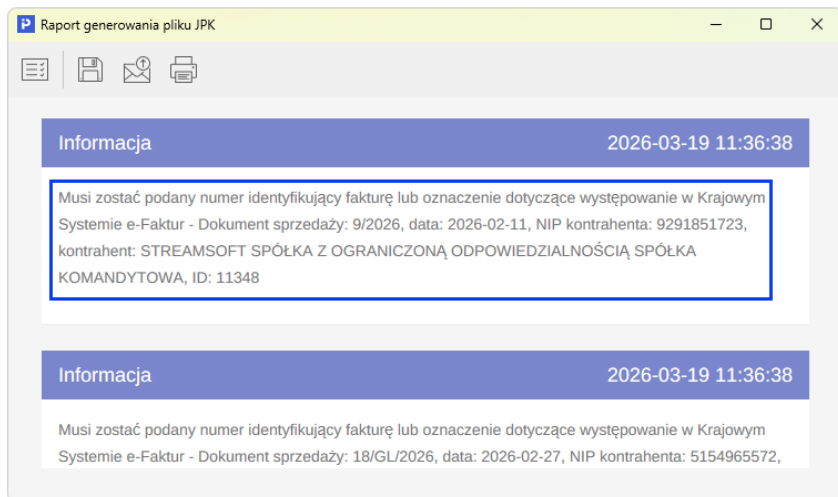 Raport generowania pliku JPK
Informacja 2026-03-19 11:36:38
Musi zostać podany numer identyfikujący fakturę lub oznaczenie dotyczące występowanie w Krajowym
Systemie e-Faktur - Dokument sprzedaży: 9/2026, data: 2026-02-11, NIP kontrahenta: 9291851723,
kontrahent: STREAMSOFT SPÓŁKA Z OGRANICZONĄ ODPOWIEDZIALNOŚCIĄ SPÓŁKA
KOMANDYTOWA, ID: 11348
Informacja 2026-03-19 11:36:38
Musi zostać podany numer identyfikujący fakturę lub oznaczenie dotyczące występowanie w Krajowym
Systemie e-Faktur - Dokument sprzedaży: 18/GL/2026, data: 2026-02-27, NIP kontrahenta: 5154965572,